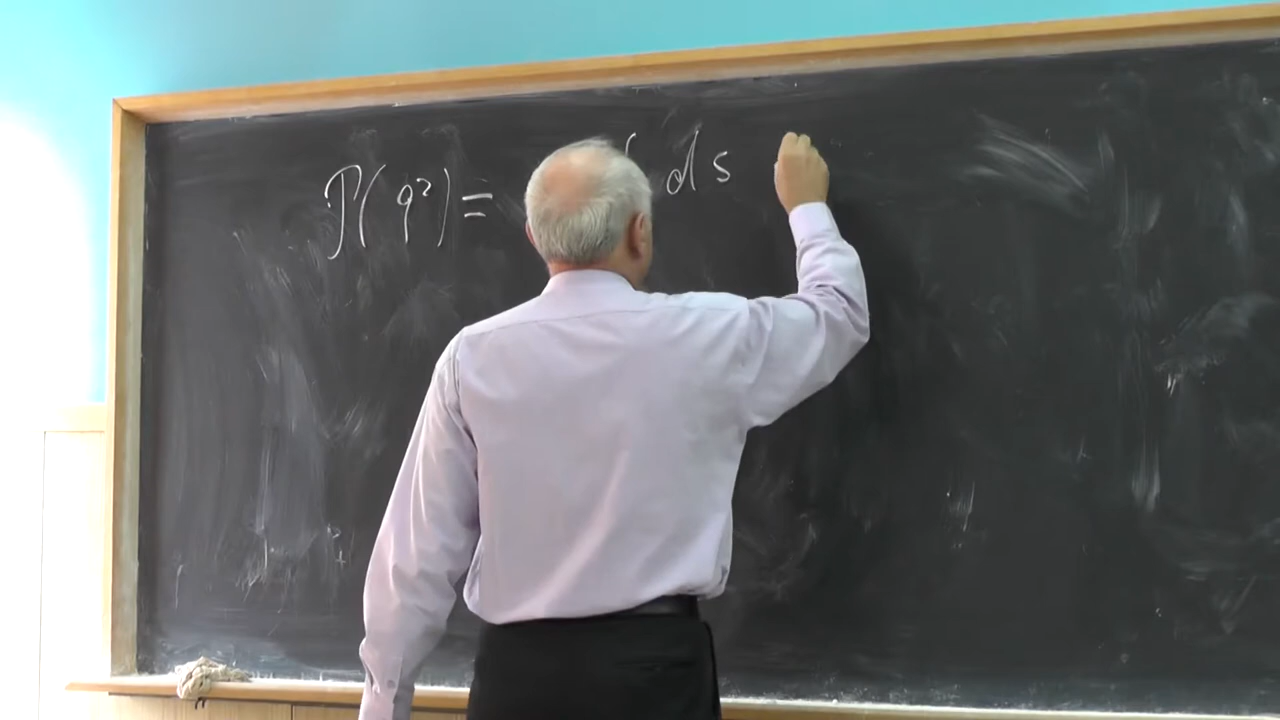 P(q²) = ∫ ds